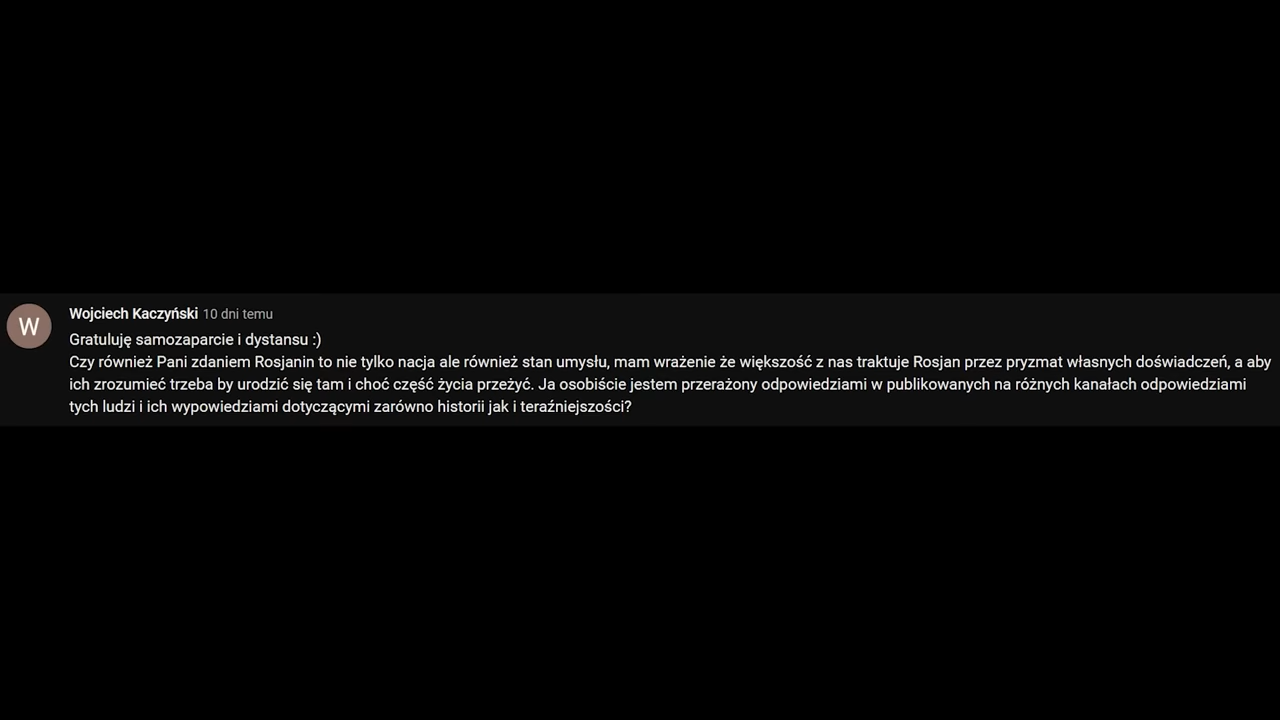 W
Wojciech Kaczyński 10 dni temu
Gratuluję samozaparcie i dystansu :)
Czy również Pani zdaniem Rosjanin to nie tylko nacja ale również stan umysłu, mam wrażenie że większość z nas traktuje Rosjan przez pryzmat własnych doświadczeń, a aby
ich zrozumieć trzeba by urodzić się tam i choć część życia przeżyć. Ja osobiście jestem przerażony odpowiedziami w publikowanych na różnych kanałach odpowiedziami
tych ludzi i ich wypowiedziami dotyczącymi zarówno historii jak i teraźniejszości?